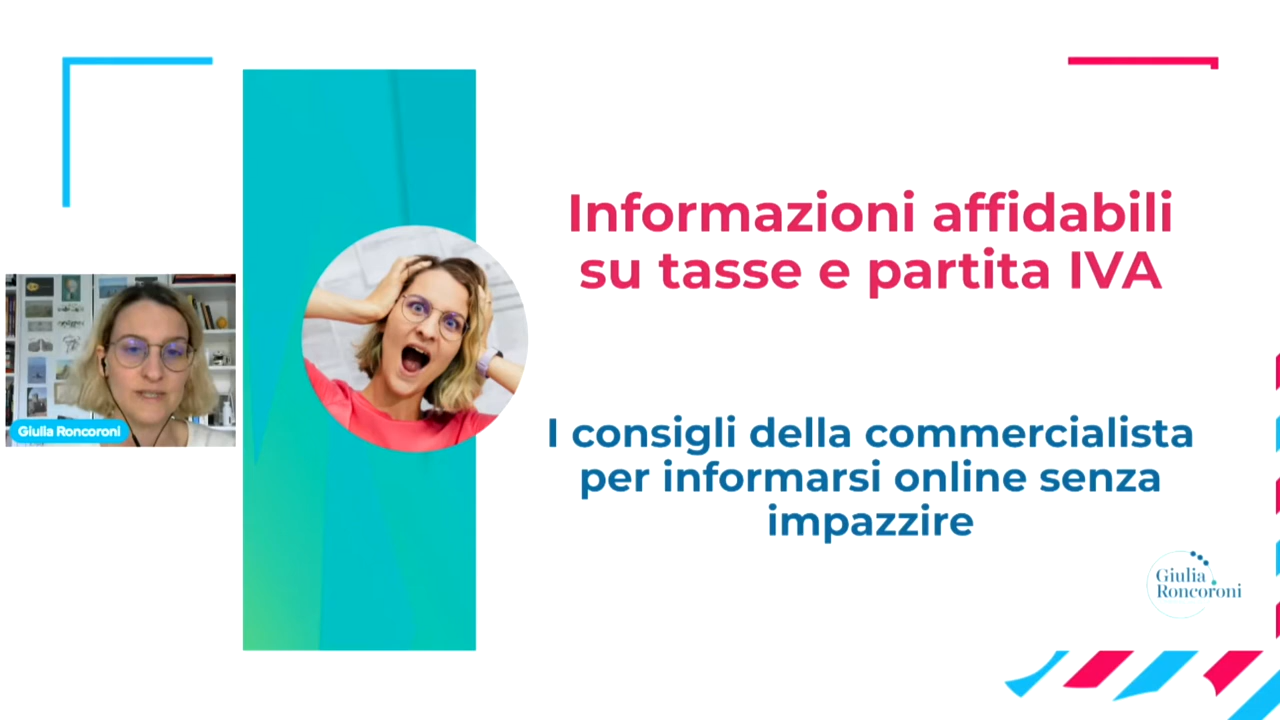 Informazioni affidabili
su tasse e partita IVA
Giulia Roncoroni
I consigli della commercialista
per informarsi online senza
impazzire
Giulia
Roncoroni